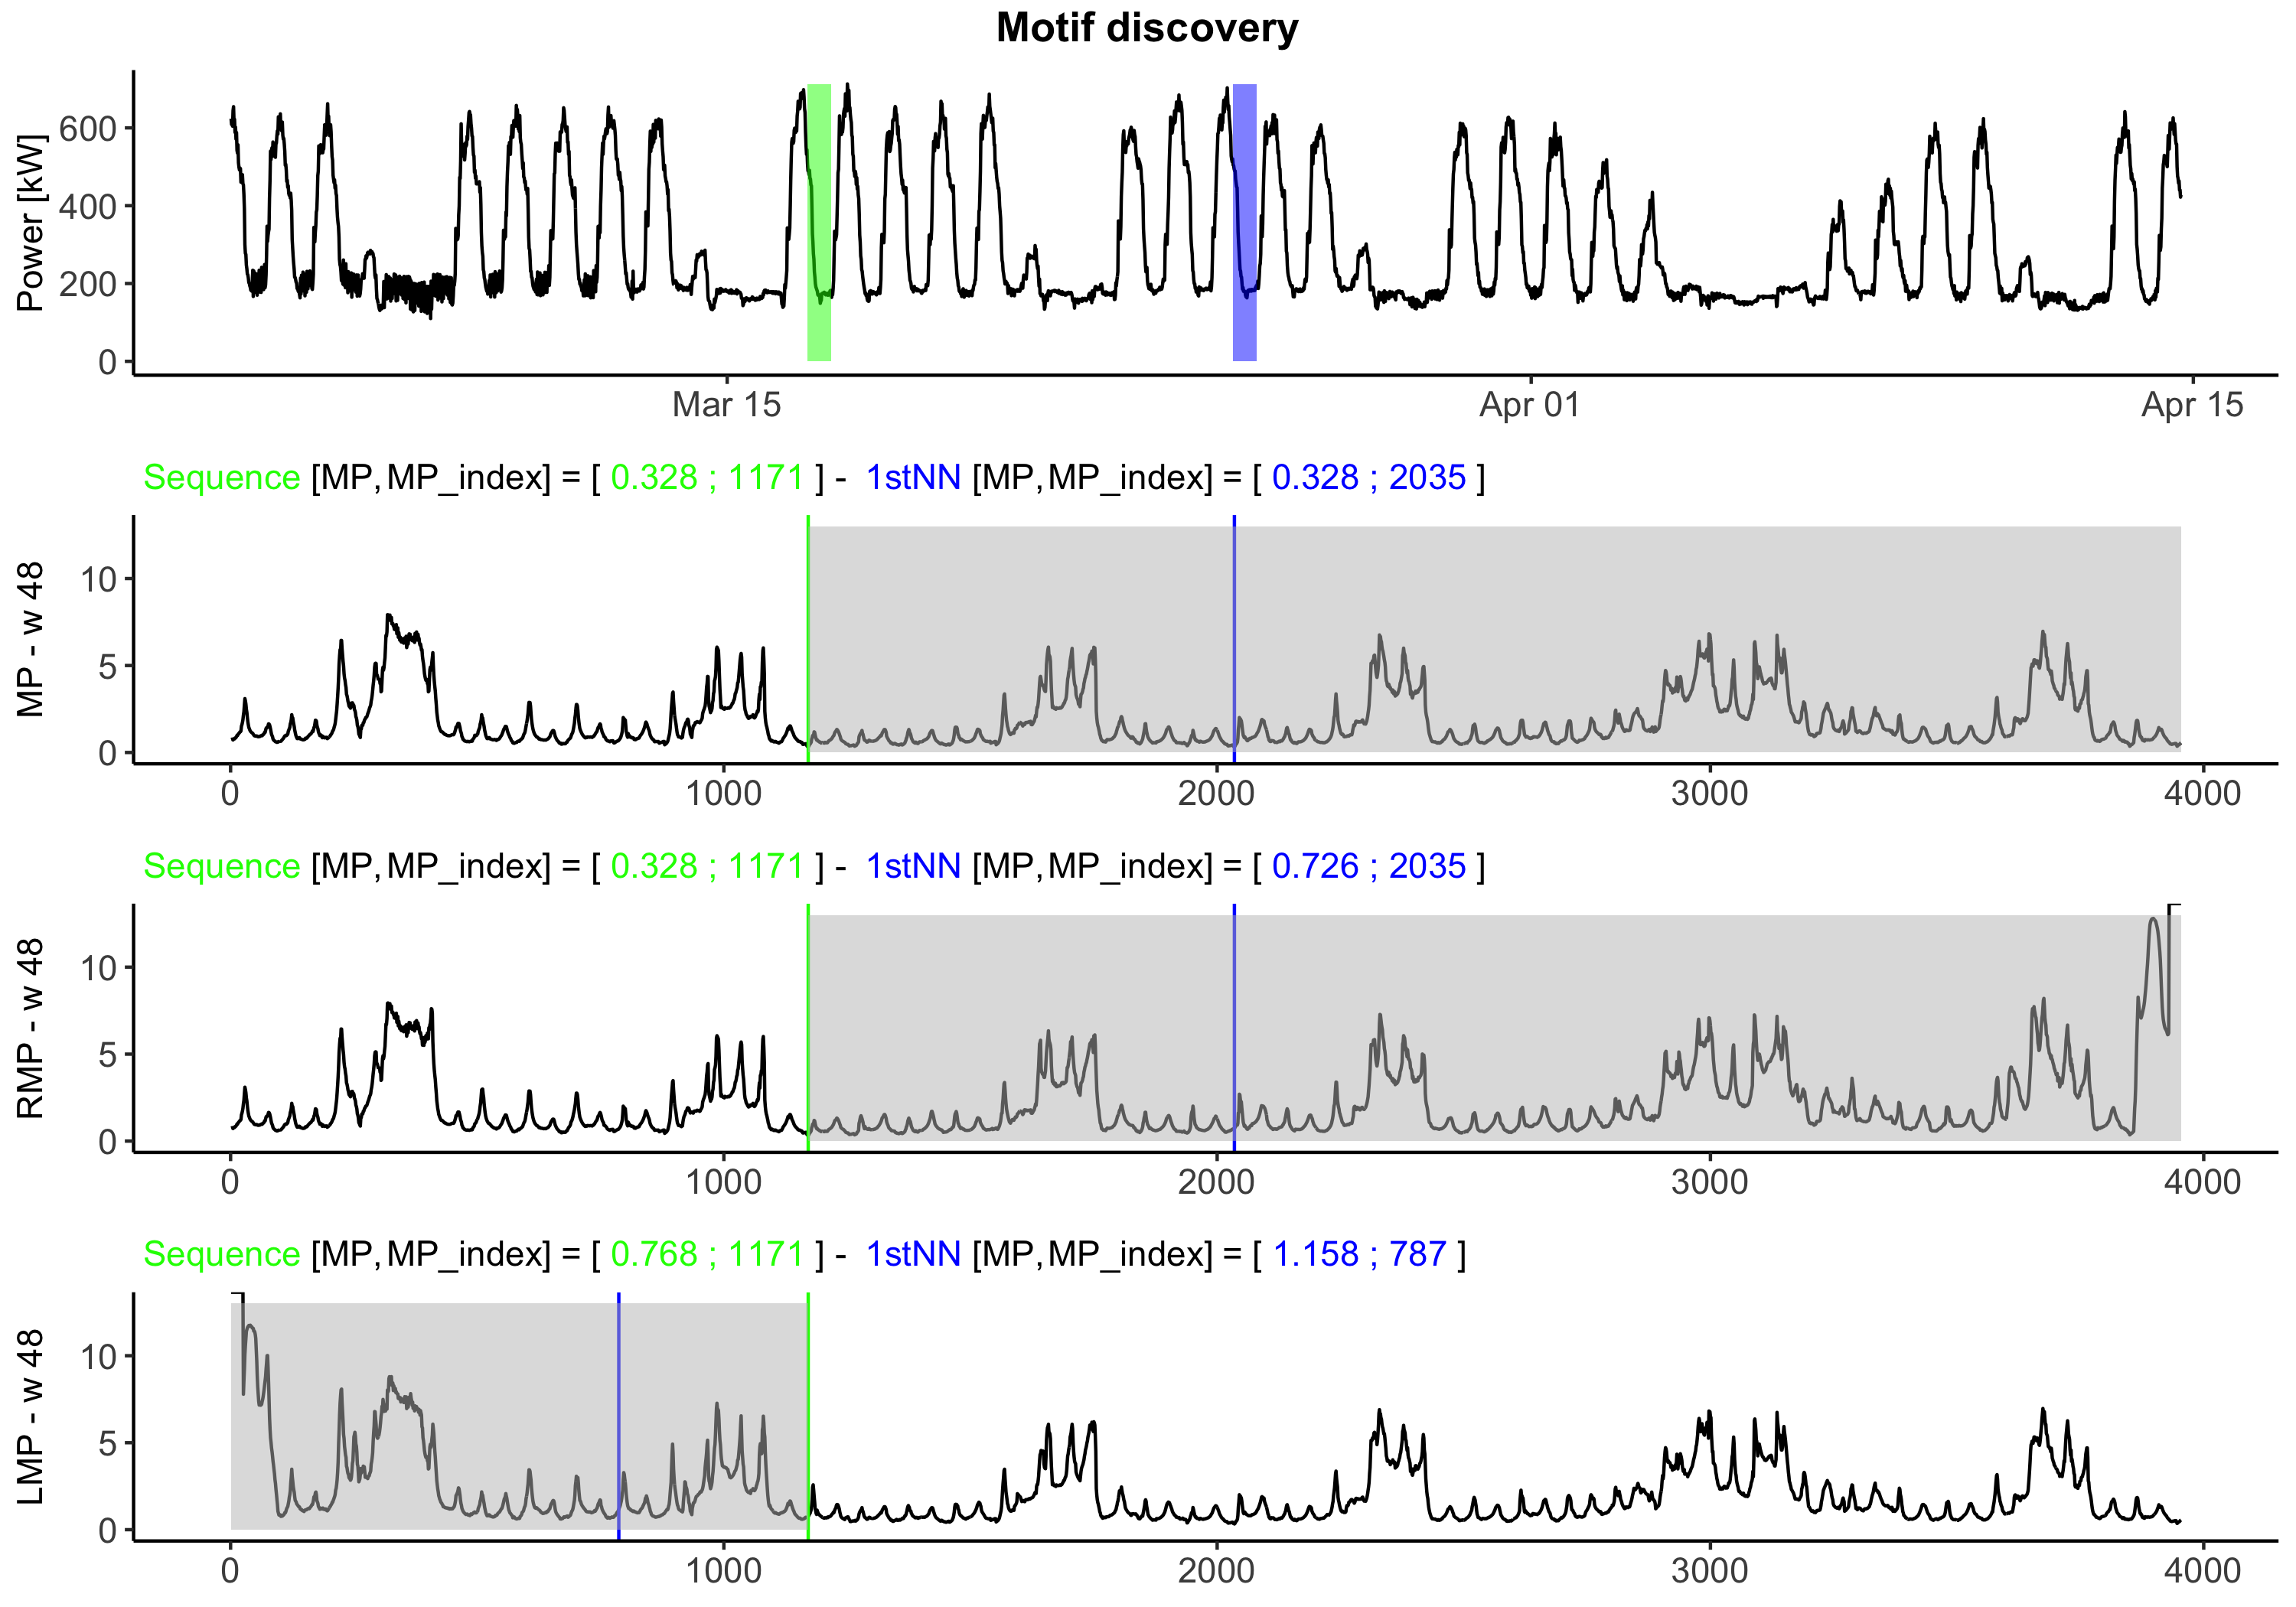 Motif discovery
Power [kW]
600
400
200
0
Mar 15 Apr 01 Apr 15
Sequence [MP, MP_index] = [ 0.328 ; 1171 ] - 1stNN [MP, MP_index] = [ 0.328 ; 2035 ]
MP - w 48
10
5
0
0 1000 2000 3000 4000
Sequence [MP, MP_index] = [ 0.328 ; 1171 ] - 1stNN [MP, MP_index] = [ 0.726 ; 2035 ]
RMP - w 48
10
5
0
0 1000 2000 3000 4000
Sequence [MP, MP_index] = [ 0.768 ; 1171 ] - 1stNN [MP, MP_index] = [ 1.158 ; 787 ]
LMP - w 48
10
5
0
0 1000 2000 3000 4000